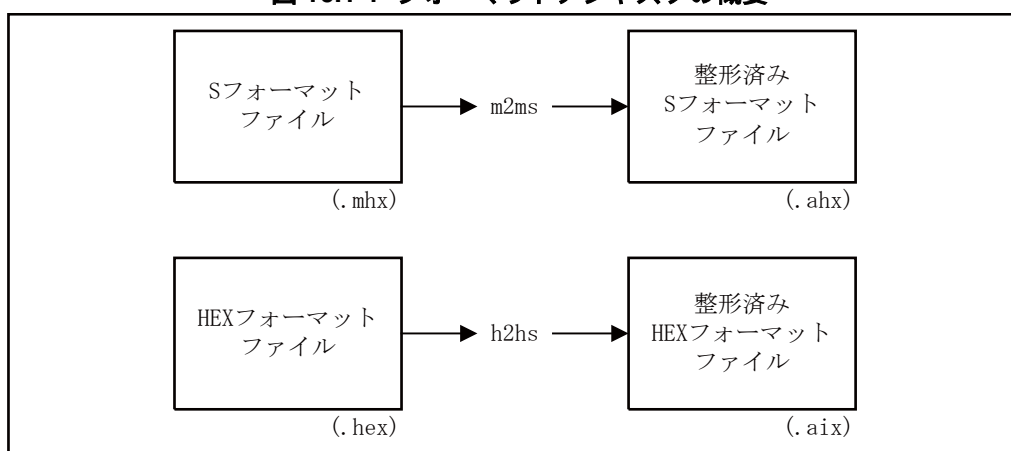 Sフォーマット
ファイル
m2ms
整形済み
Sフォーマット
ファイル
(.mhx)
(.ahx)
HEXフォーマット
ファイル
h2hs
整形済み
HEXフォーマット
ファイル
(.hex)
(.aix)